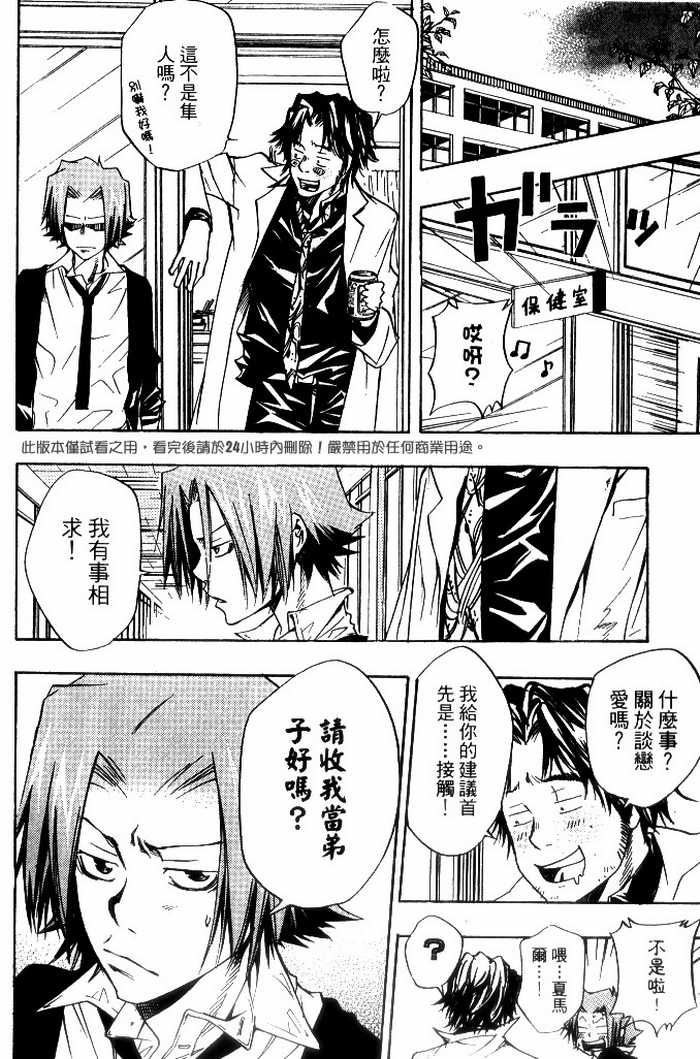 ガラッ
保健室
哎呀？
怎麼啦？
這不是隼
人嗎？
別嚇我好嗎！
此版本僅試看之用，看完後請於24小時內刪除！嚴禁用於任何商業用途。
我有事相
求！
什麼事？
關於談戀
愛嗎？
我給你的建議首
先是……接觸！
不是啦！
喂…夏馬
爾…！
？
請收我當弟
子好嗎？